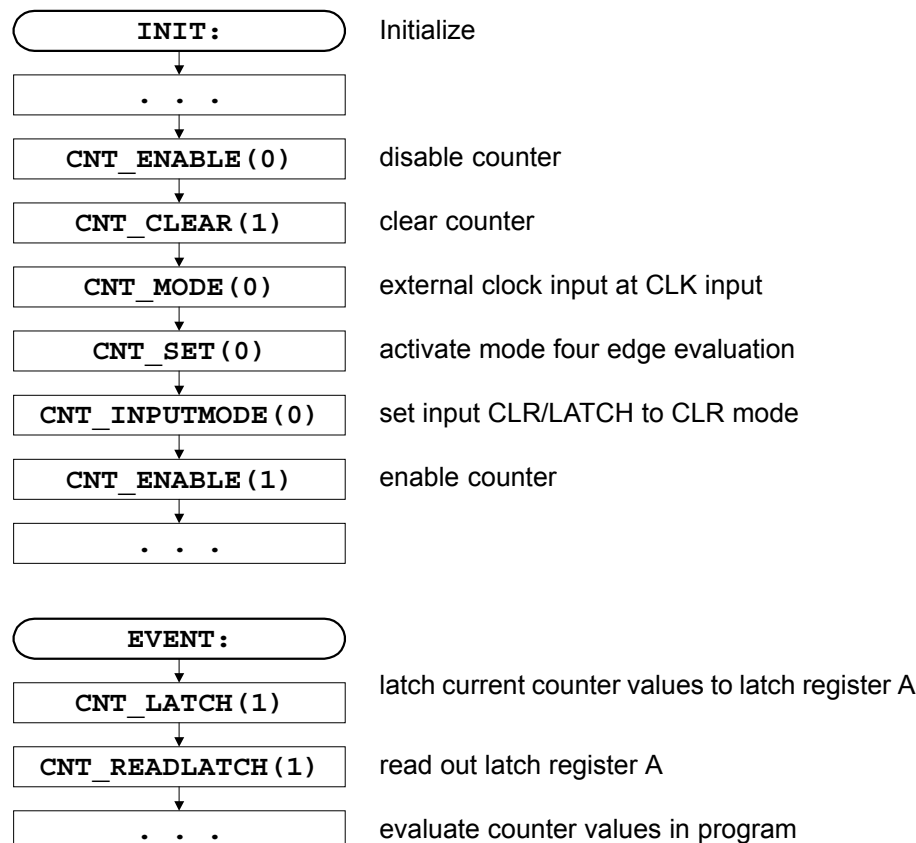 INIT: Initialize
. . .
CNT_ENABLE(0) disable counter
CNT_CLEAR(1) clear counter
CNT_MODE(0) external clock input at CLK input
CNT_SET(0) activate mode four edge evaluation
CNT_INPUTMODE(0) set input CLR/LATCH to CLR mode
CNT_ENABLE(1) enable counter
. . .
EVENT:
CNT_LATCH(1) latch current counter values to latch register A
CNT_READLATCH(1) read out latch register A
. . . evaluate counter values in program